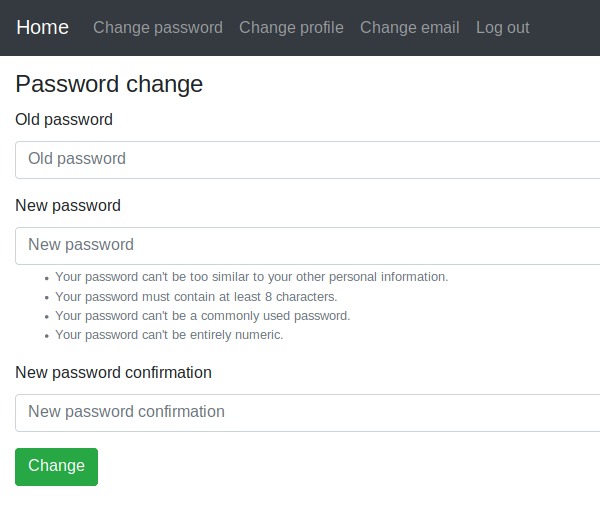 Home Change password Change profile Change email Log out
Password change
Old password
Old password
New password
New password
• Your password can't be too similar to your other personal information.
• Your password must contain at least 8 characters.
• Your password can't be a commonly used password.
• Your password can't be entirely numeric.
New password confirmation
New password confirmation
Change